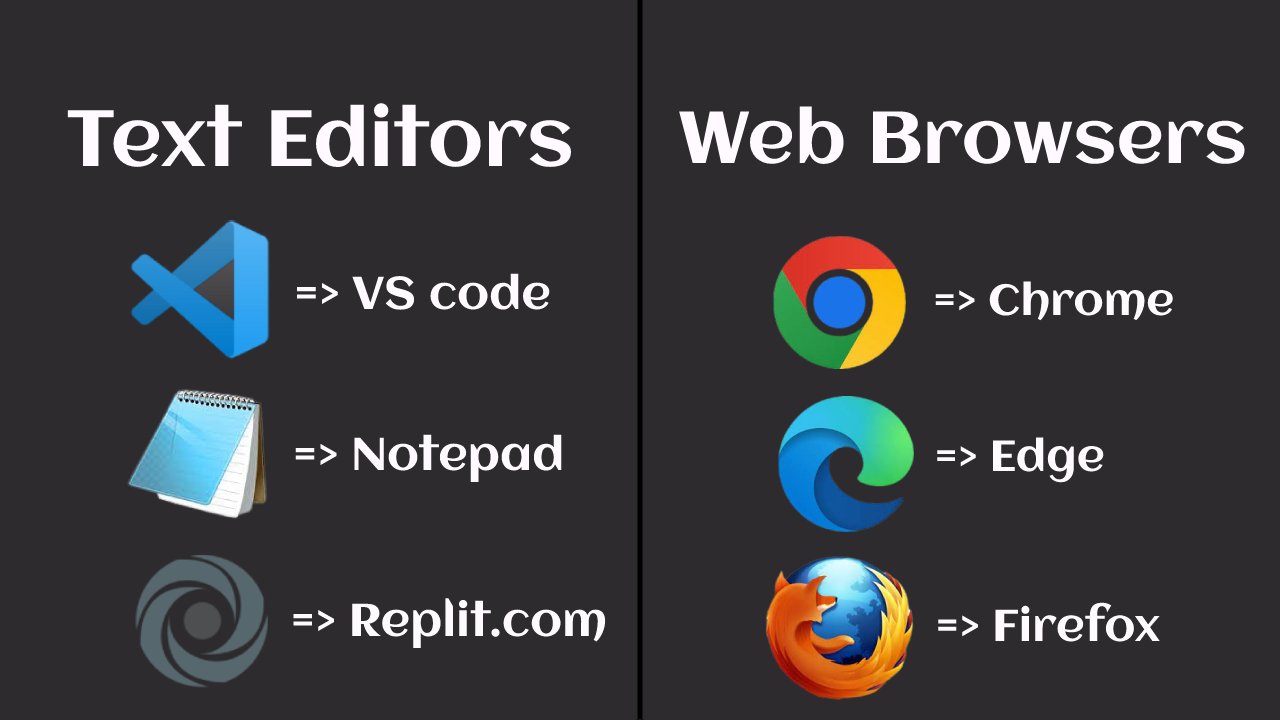 Text Editors
=> VS code
=> Notepad
=> Replit.com
Web Browsers
=> Chrome
=> Edge
=> Firefox